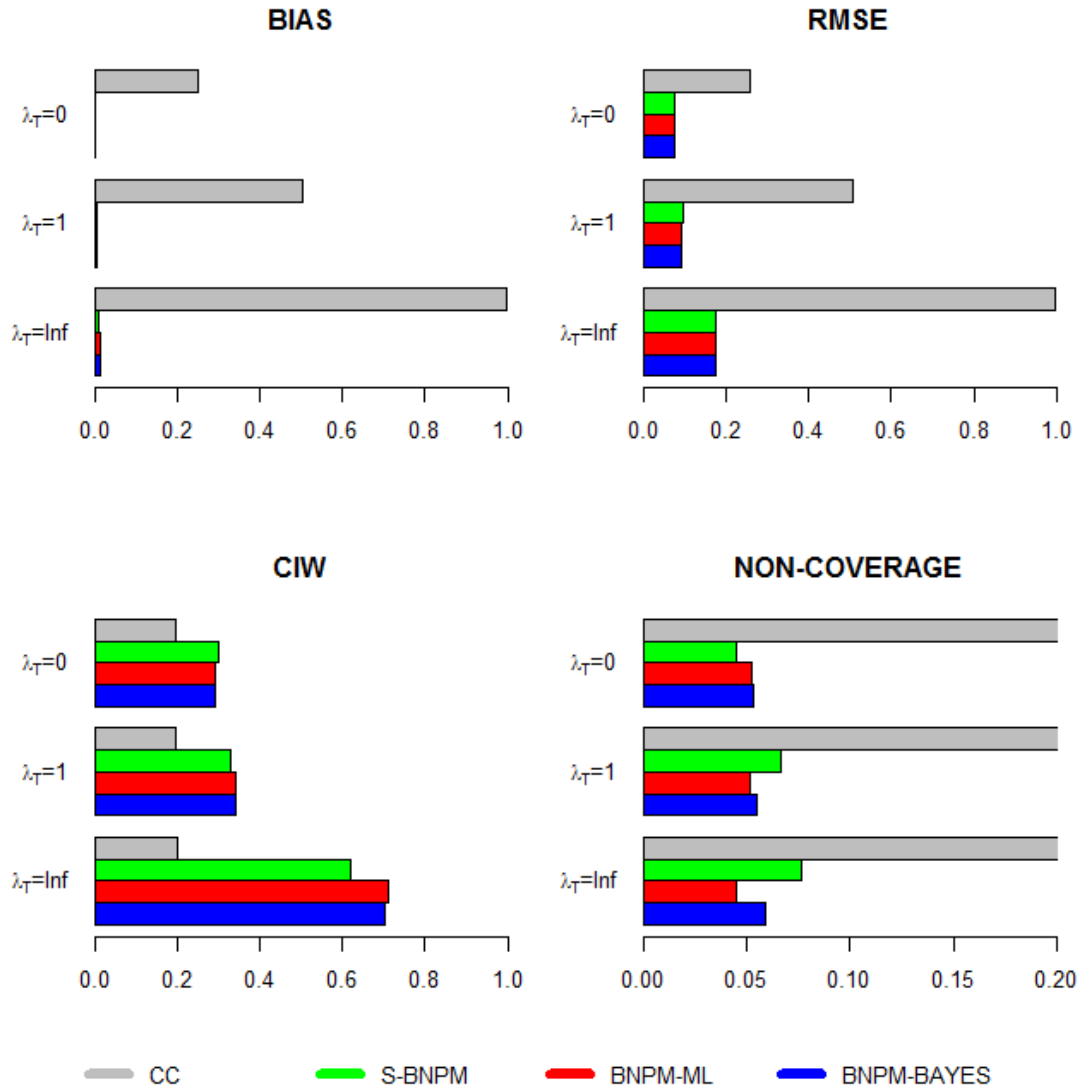 BIAS
λT=0
λT=1
λT=Inf
0.0 0.2 0.4 0.6 0.8 1.0
RMSE
λT=0
λT=1
λT=Inf
0.0 0.2 0.4 0.6 0.8 1.0
CIW
λT=0
λT=1
λT=Inf
0.0 0.2 0.4 0.6 0.8 1.0
NON-COVERAGE
λT=0
λT=1
λT=Inf
0.00 0.05 0.10 0.15 0.20
CC S-BNPM BNPM-ML BNPM-BAYES